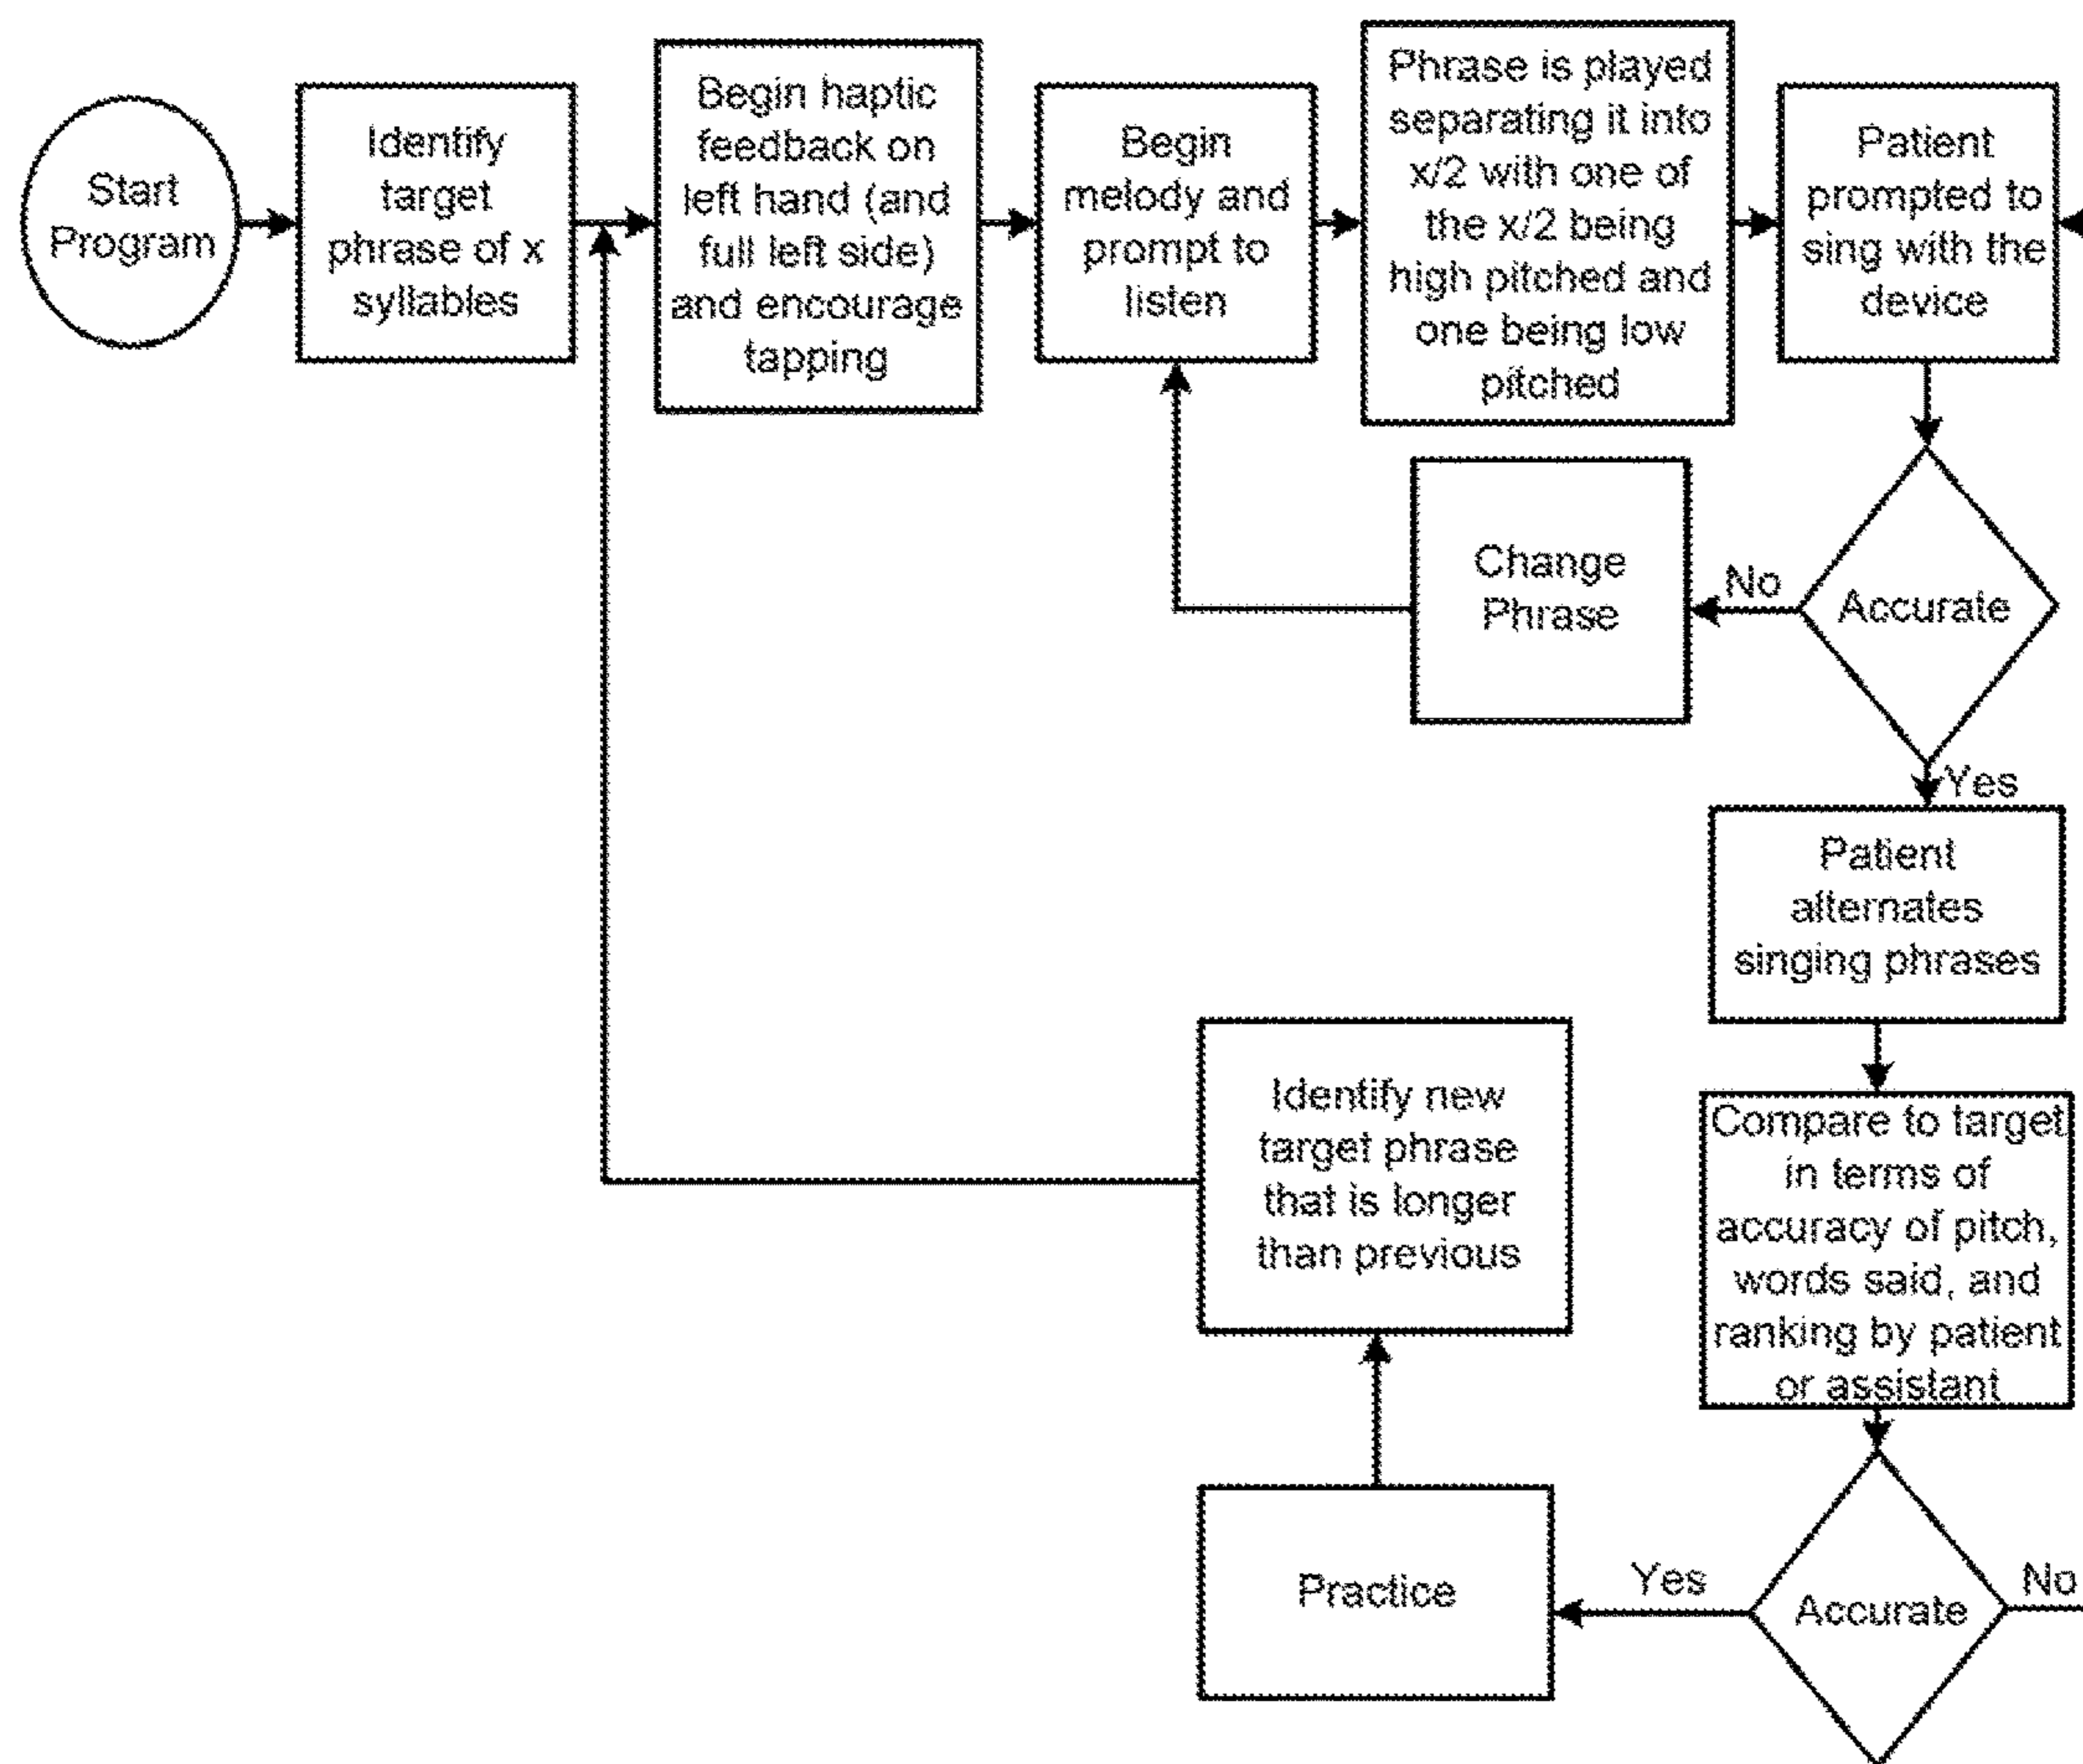 Start
Program
Identify
target
phrase of x
syllables
Begin haptic
feedback on
left hand (and
full left side)
and encourage
tapping
Begin
melody and
prompt to
listen
Phrase is played
separating it into
x/2 with one of
the x/2 being
high pitched and
one being low
pitched
Patient
prompted to
sing with the
device
Accurate
No
Change
Phrase
Yes
Patient
alternates
singing phrases
Compare to target
in terms of
accuracy of pitch,
words said, and
ranking by patient
or assistant
Accurate
No
Yes
Practice
Identify new
target phrase
that is longer
than previous